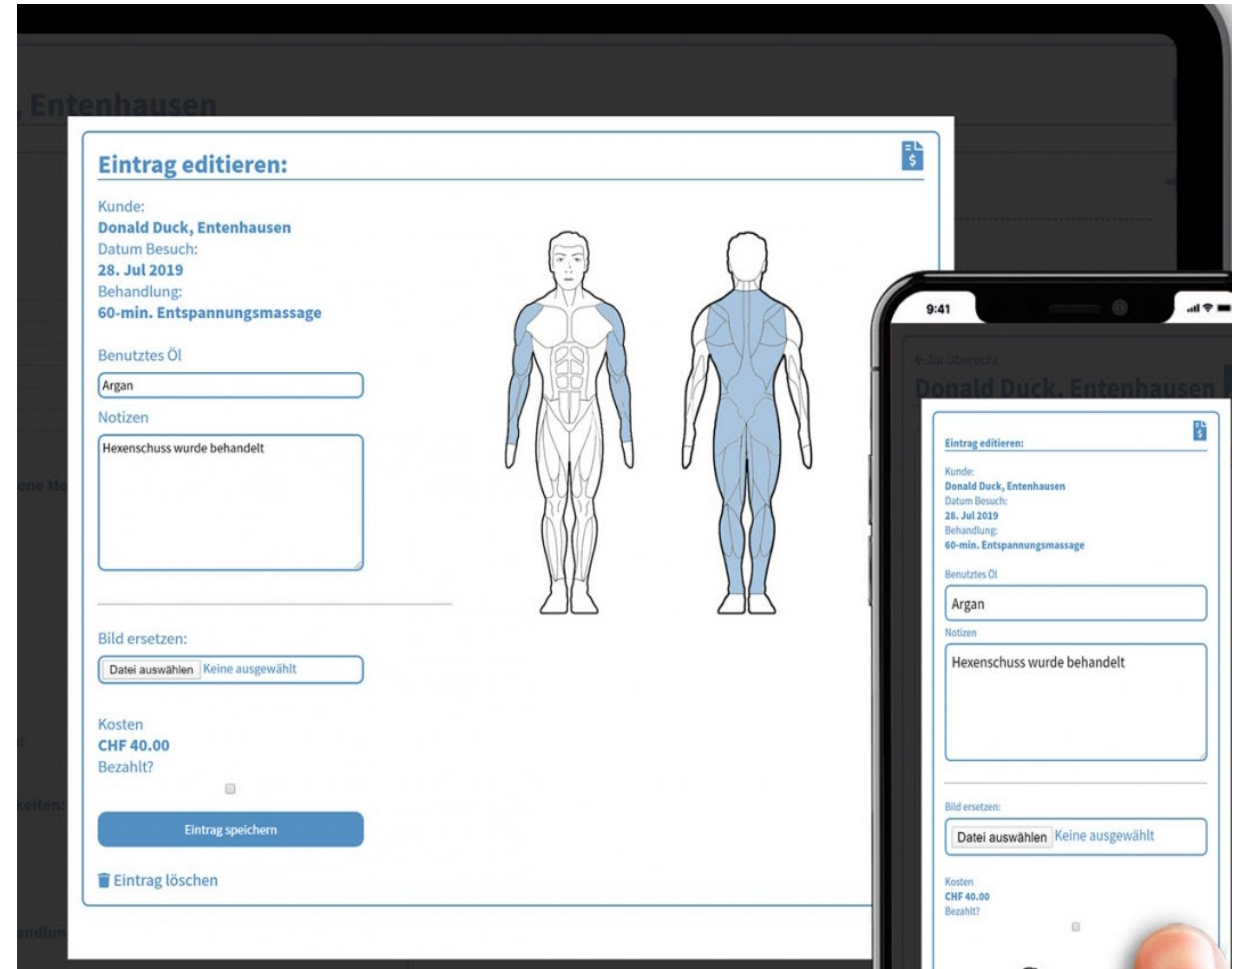 , Entenhausen
Eintrag editieren:
Kunde:
Donald Duck, Entenhausen
Datum Besuch:
28. Jul 2019
Behandlung:
60-min. Entspannungsmassage
Benutztes Öl
Argan
Notizen
Hexenschuss wurde behandelt
Bild ersetzen:
Datei auswählen Keine ausgewählt
Kosten
CHF 40.00
Bezahlt?
Eintrag speichern
Eintrag löschen
9:41
Zur Übersicht
Donald Duck, Entenhausen
Eintrag editieren:
Kunde:
Donald Duck, Entenhausen
Datum Besuch:
28. Jul 2019
Behandlung:
60-min. Entspannungsmassage
Benutztes Öl
Argan
Notizen
Hexenschuss wurde behandelt
Bild ersetzen:
Datei auswählen Keine ausgewählt
Kosten
CHF 40.00
Bezahlt?